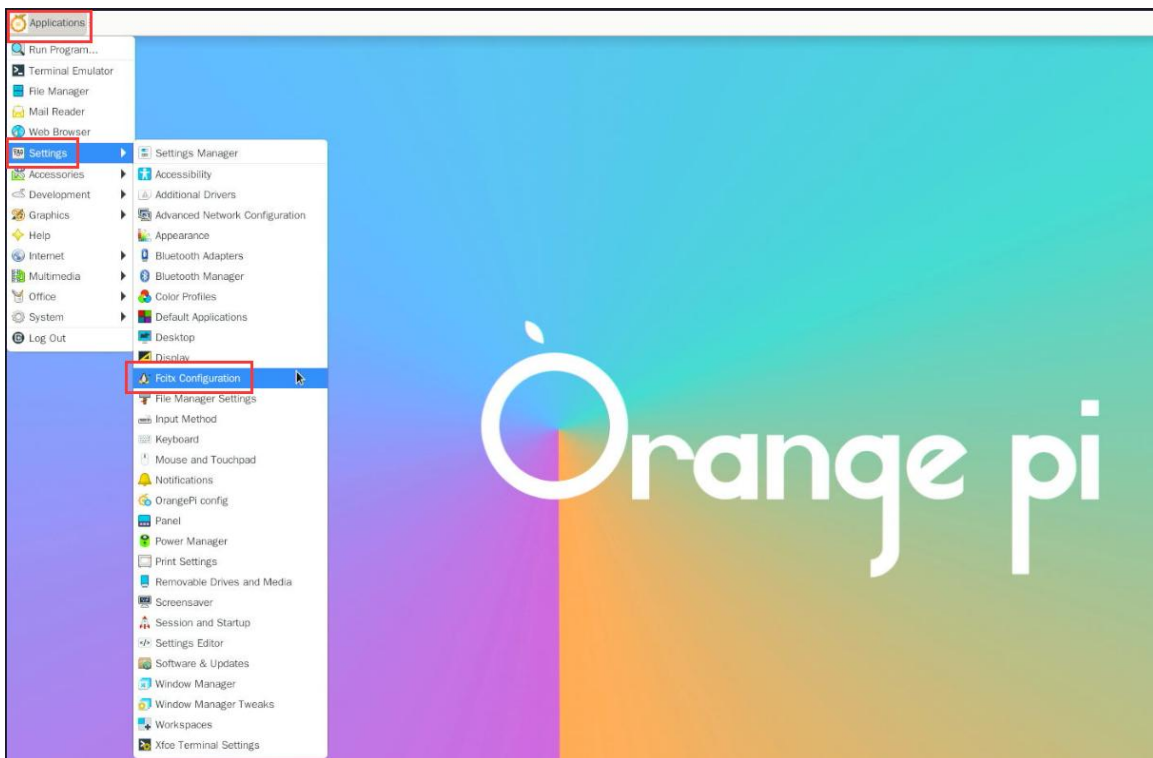 Applications
Run Program...
Terminal Emulator
File Manager
Mail Reader
Web Browser
Settings
Accessories
Development
Graphics
Help
Internet
Multimedia
Office
System
Log Out
Settings Manager
Accessibility
Additional Drivers
Advanced Network Configuration
Appearance
Bluetooth Adapters
Bluetooth Manager
Color Profiles
Default Applications
Desktop
Display
Fcitx Configuration
File Manager Settings
Input Method
Keyboard
Mouse and Touchpad
Notifications
OrangePi config
Panel
Power Manager
Print Settings
Removable Drives and Media
Screensaver
Session and Startup
Settings Editor
Software & Updates
Window Manager
Window Manager Tweaks
Workspaces
Xfce Terminal Settings
Orange pi